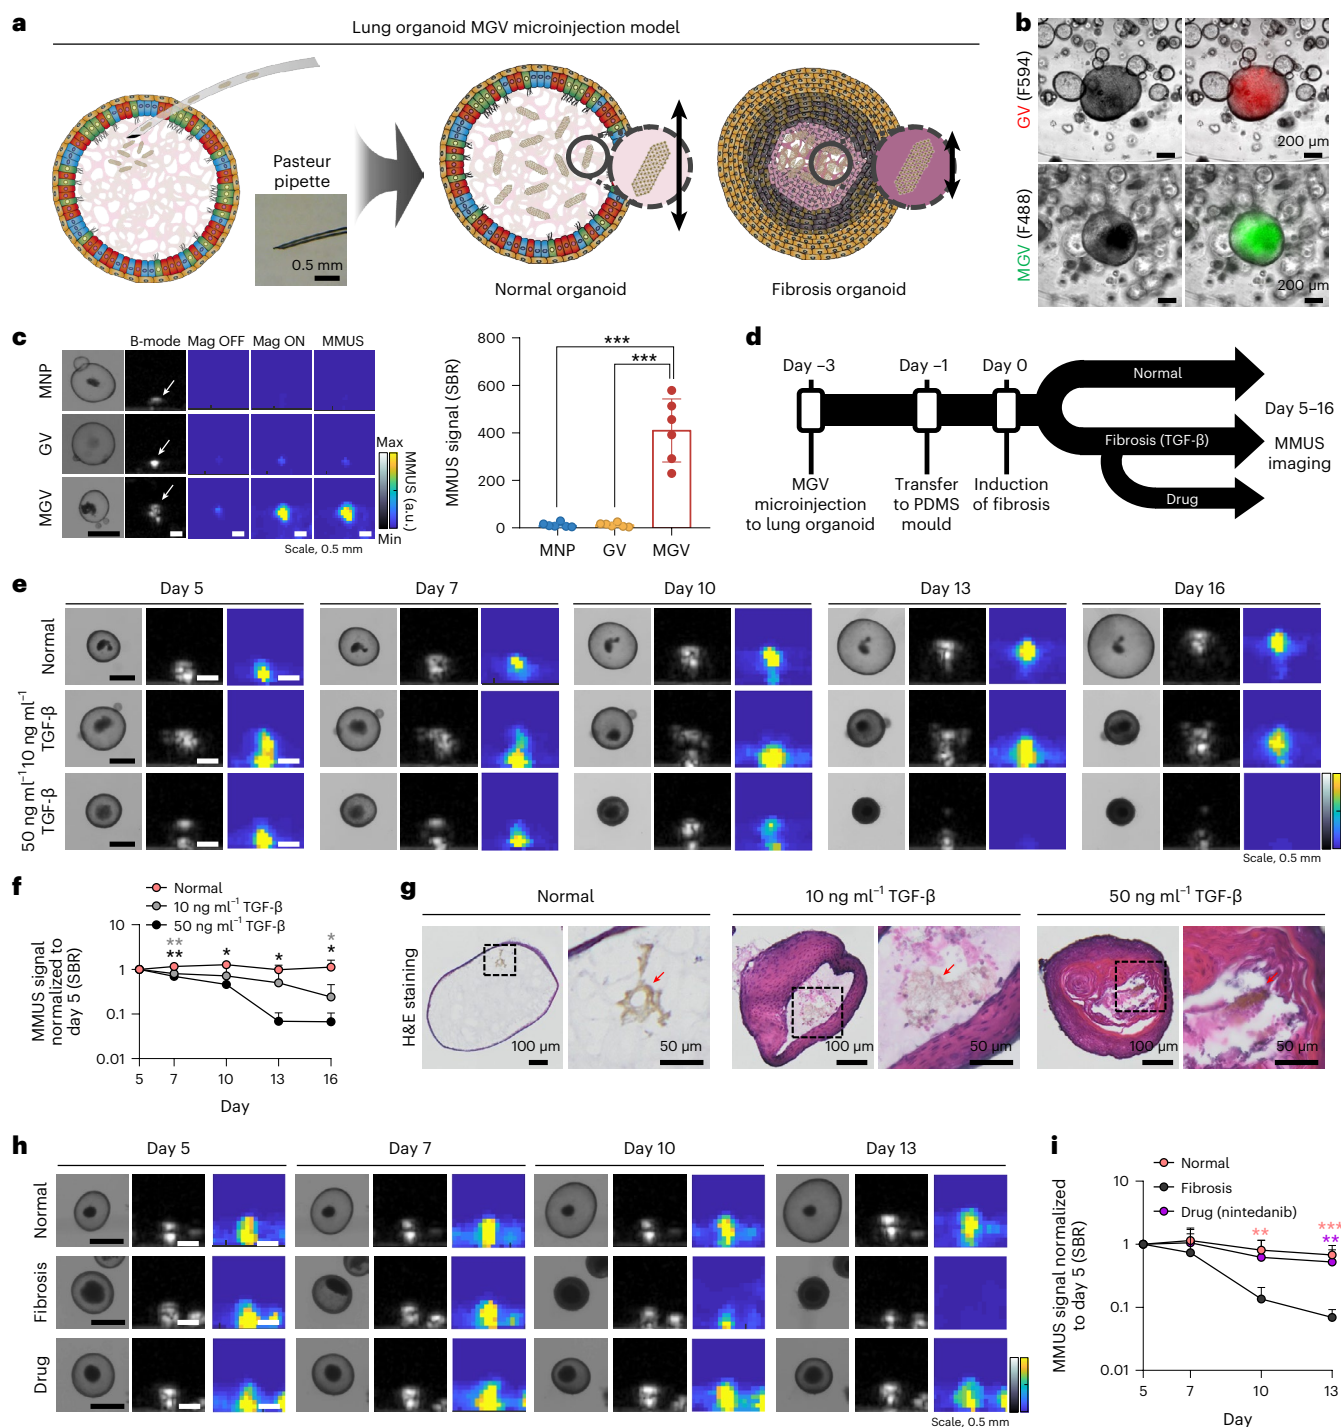 a
Lung organoid MGV microinjection model
Pasteur
pipette
0.5 mm
Normal organoid
Fibrosis organoid
b
GV (F594)
200 µm
MGV (F488)
200 µm
c
B-mode
Mag OFF
Mag ON
MMUS
MNP
GV
MGV
Max
MMUS (a.u.)
Min
Scale, 0.5 mm
MMUS signal (SBR)
800
600
400
200
0
***
***
MNP
GV
MGV
d
Day –3
Day –1
Day 0
Normal
Fibrosis (TGF-β)
Drug
Day 5–16
MMUS
imaging
MGV
microinjection
to lung organoid
Transfer
to PDMS
mould
Induction
of fibrosis
e
Day 5
Day 7
Day 10
Day 13
Day 16
Normal
10 ng ml⁻¹
TGF-β
50 ng ml⁻¹
TGF-β
Scale, 0.5 mm
f
Normal
10 ng ml⁻¹ TGF-β
50 ng ml⁻¹ TGF-β
MMUS signal
normalized to
day 5 (SBR)
10
1
0.1
0.01
**
**
*
*
*
*
5
7
10
13
16
Day
g
Normal
10 ng ml⁻¹ TGF-β
50 ng ml⁻¹ TGF-β
H&E staining
100 µm
50 µm
100 µm
50 µm
100 µm
50 µm
h
Day 5
Day 7
Day 10
Day 13
Normal
Fibrosis
Drug
Scale, 0.5 mm
i
Normal
Fibrosis
Drug (nintedanib)
MMUS signal normalized
to day 5 (SBR)
10
1
0.1
0.01
**
***
**
5
7
10
13
Day